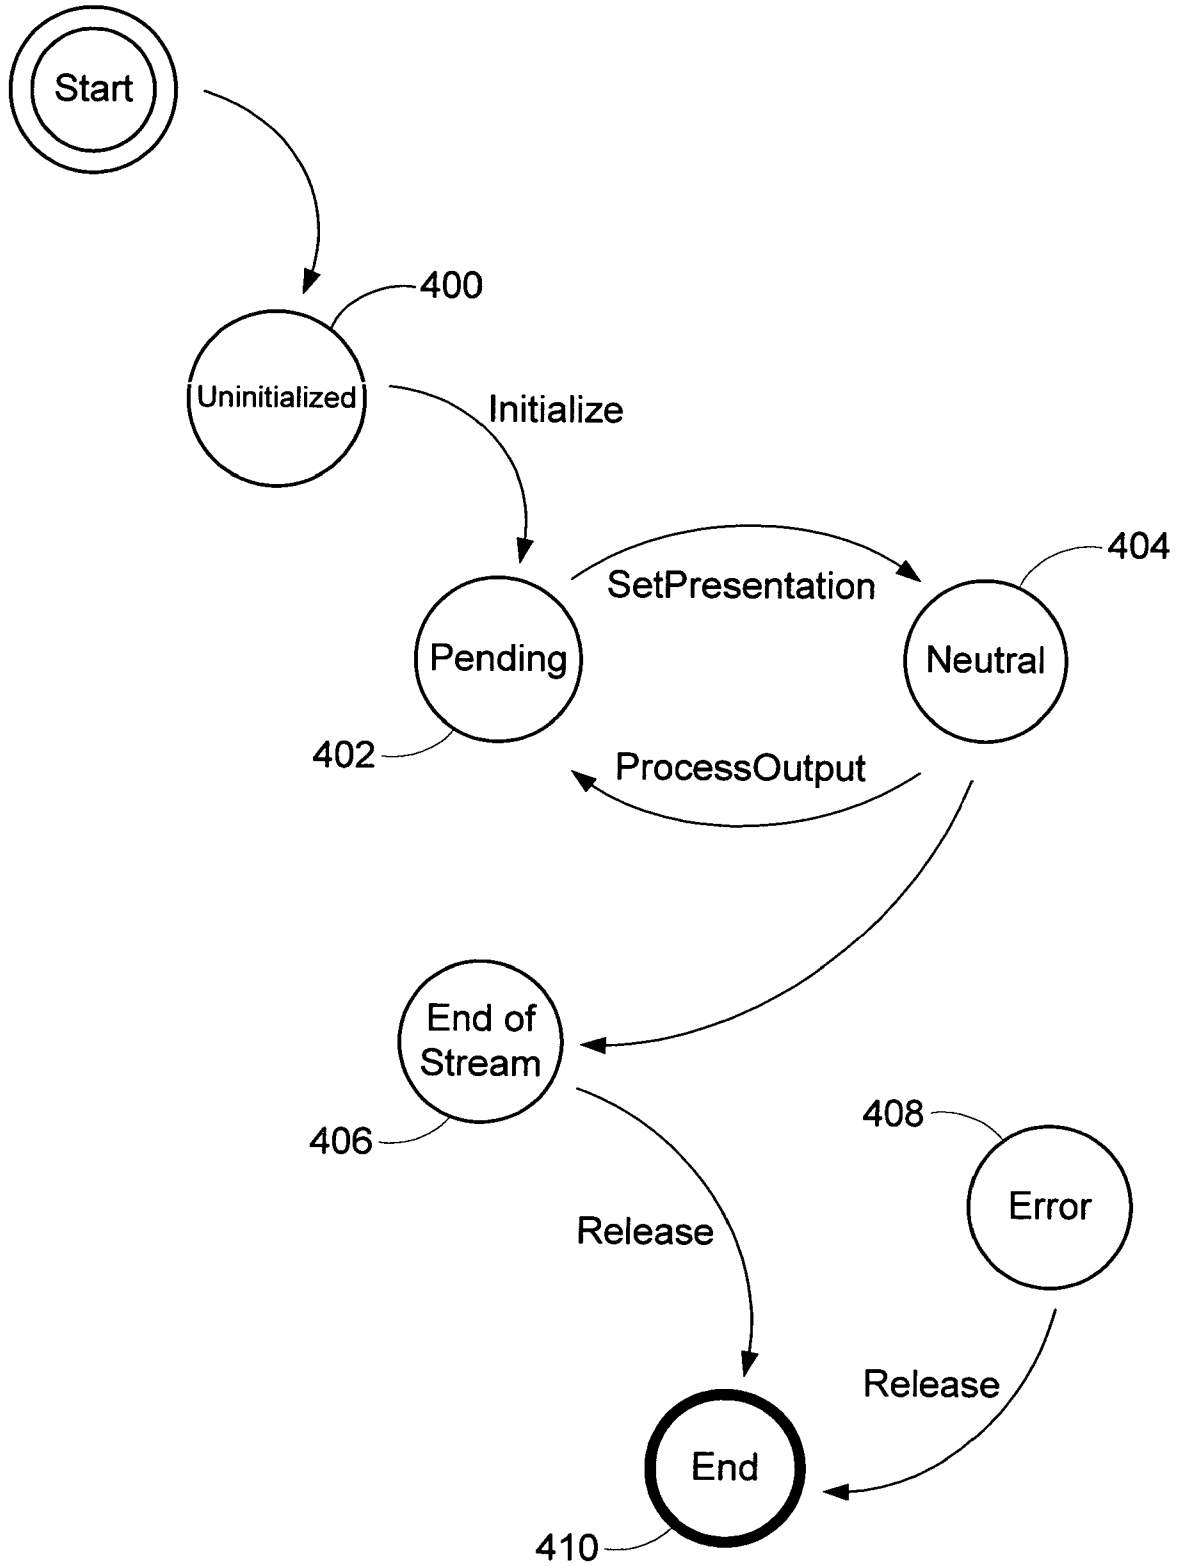 Start
400
Uninitialized
Initialize
404
SetPresentation
Pending
Neutral
402
ProcessOutput
End of
Stream
408
406
Error
Release
Release
End
410